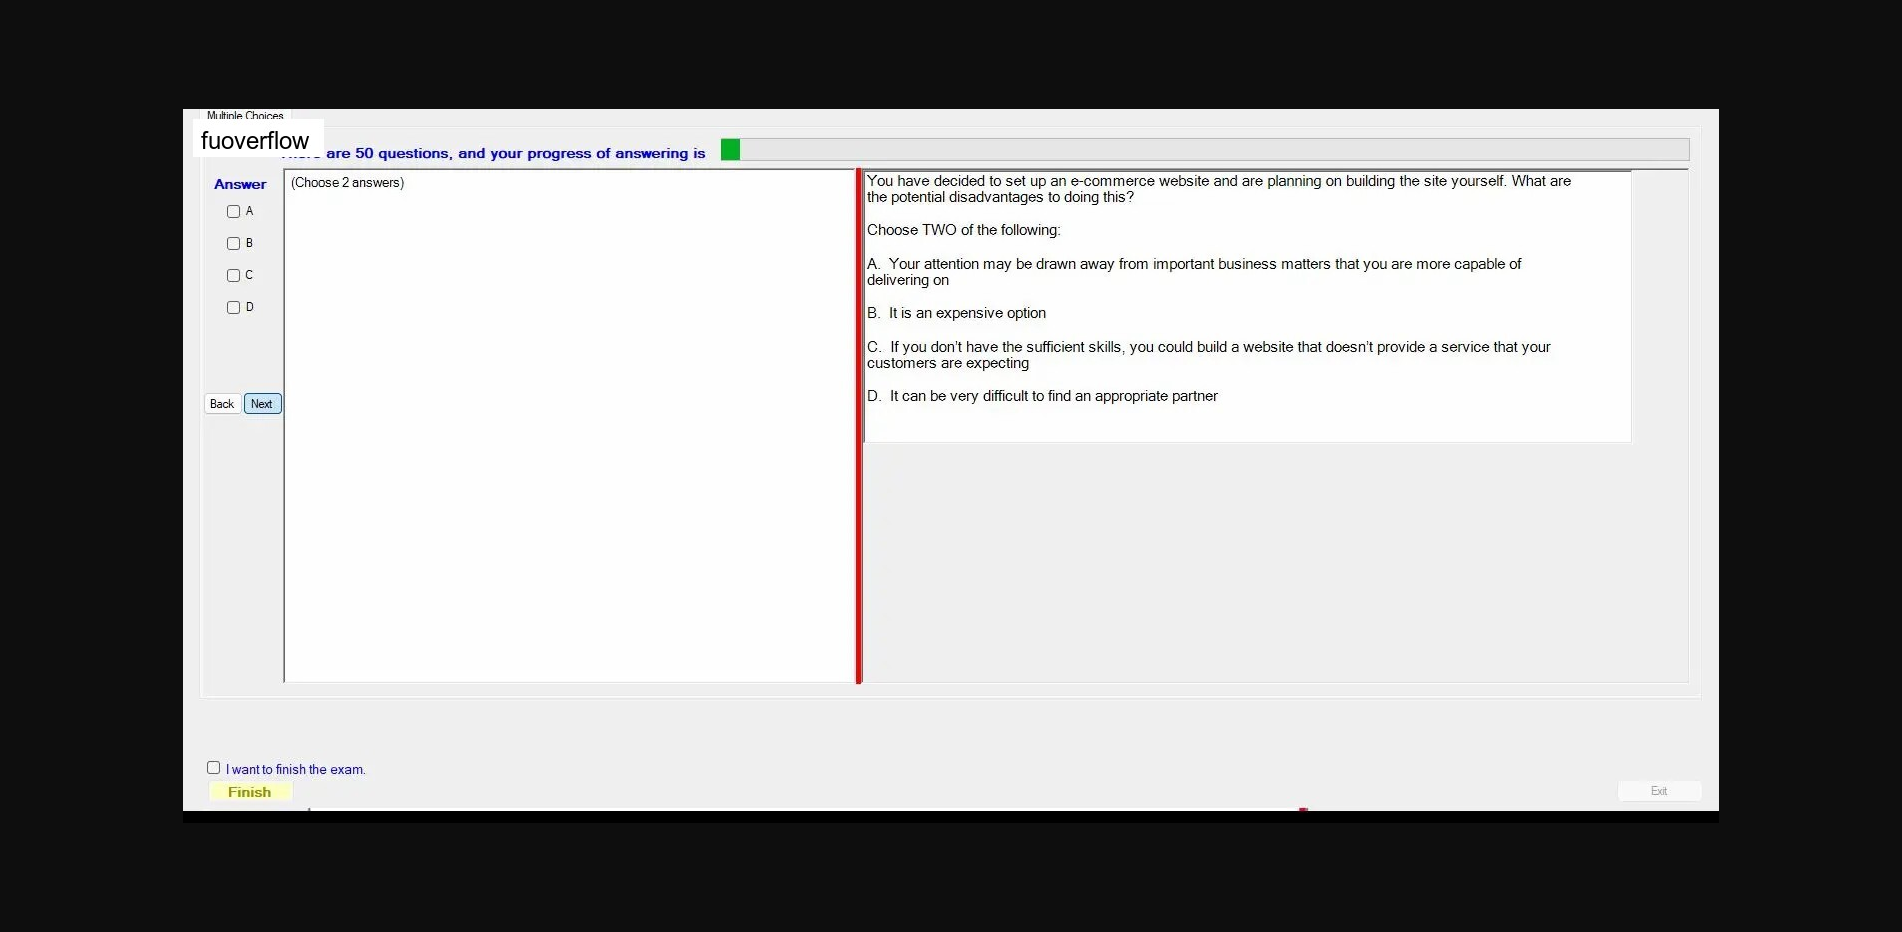 Multiple Choices
fuoverflow
are 50 questions, and your progress of answering is
Answer
A
B
C
D
Back
Next
(Choose 2 answers)
You have decided to set up an e-commerce website and are planning on building the site yourself. What are
the potential disadvantages to doing this?
Choose TWO of the following:
A. Your attention may be drawn away from important business matters that you are more capable of
delivering on
B. It is an expensive option
C. If you don't have the sufficient skills, you could build a website that doesn't provide a service that your
customers are expecting
D. It can be very difficult to find an appropriate partner
I want to finish the exam.
Finish
Exit